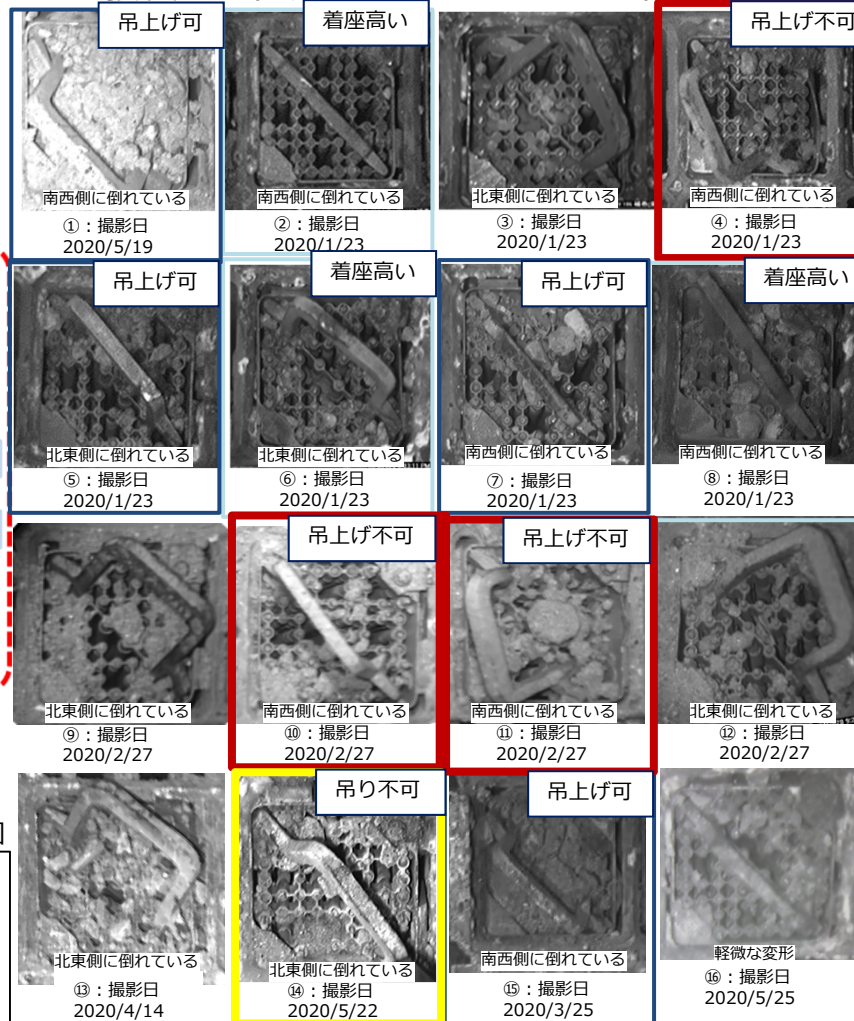 吊上げ可
着座高い
吊上げ不可
南西側に倒れている
南西側に倒れている
北東側に倒れている
南西側に倒れている
①：撮影日
2020/5/19
②：撮影日
2020/1/23
③：撮影日
2020/1/23
④：撮影日
2020/1/23
吊上げ可
着座高い
吊上げ可
着座高い
北東側に倒れている
北東側に倒れている
南西側に倒れている
南西側に倒れている
⑤：撮影日
2020/1/23
⑥：撮影日
2020/1/23
⑦：撮影日
2020/1/23
⑧：撮影日
2020/1/23
吊上げ不可
吊上げ不可
北東側に倒れている
南西側に倒れている
南西側に倒れている
北東側に倒れている
⑨：撮影日
2020/2/27
⑩：撮影日
2020/2/27
⑪：撮影日
2020/2/27
⑫：撮影日
2020/2/27
吊り不可
吊上げ可
北東側に倒れている
北東側に倒れている
南西側に倒れている
軽微な変形
⑬：撮影日
2020/4/14
⑭：撮影日
2020/5/22
⑮：撮影日
2020/3/25
⑯：撮影日
2020/5/25